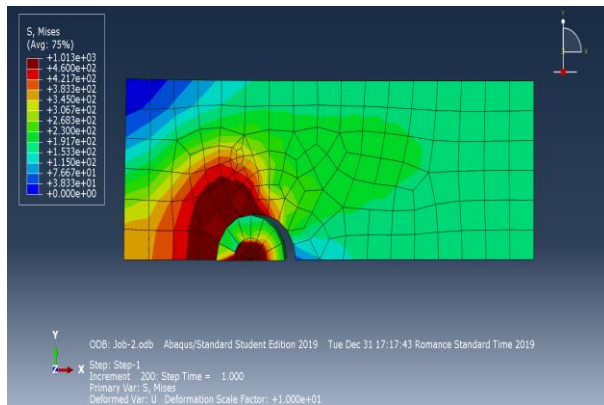 S, Mises
(Avg: 75%)
+1.013e+03
+4.600e+02
+4.217e+02
+3.833e+02
+3.450e+02
+3.067e+02
+2.683e+02
+2.300e+02
+1.917e+02
+1.533e+02
+1.150e+02
+7.667e+01
+3.833e+01
+0.000e+00
Y
X
Y
Z X
ODB: Job-2.odb Abaqus/Standard Student Edition 2019 Tue Dec 31 17:17:43 Romance Standard Time 2019
Step: Step-1
Increment 200: Step Time = 1.000
Primary Var: S, Mises
Deformed Var: U Deformation Scale Factor: +1.000e+01